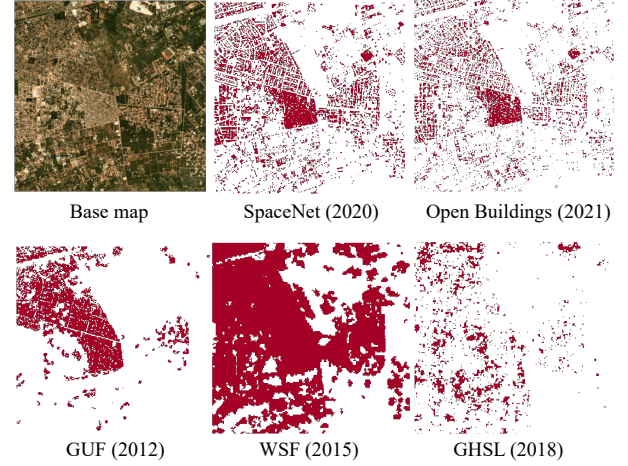 Base map
SpaceNet (2020)
Open Buildings (2021)
GUF (2012)
WSF (2015)
GHSL (2018)